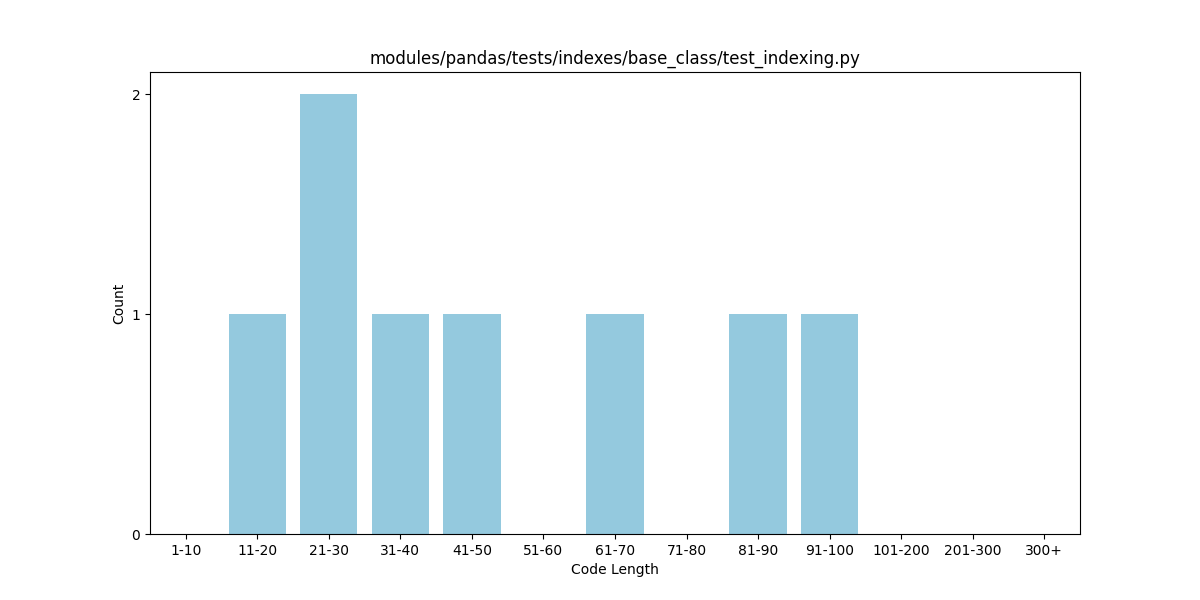 modules/pandas/tests/indexes/base_class/test_indexing.py
2
1
0
Count
1-10 11-20 21-30 31-40 41-50 51-60 61-70 71-80 81-90 91-100 101-200 201-300 300+
Code Length